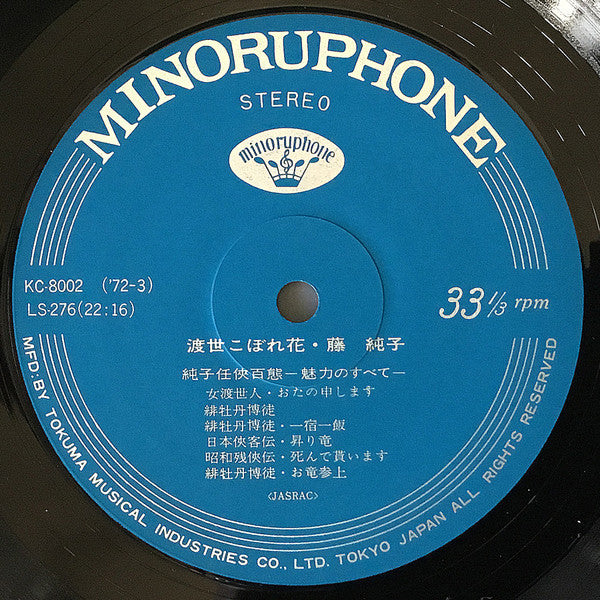 MINORUPHONE
STEREO
minoruphone
KC-8002 ('72-3)
LS-276(22:16)
33 1/3 rpm
渡世こぼれ花・藤 純子
純子任侠百態―魅力のすべて―
女渡世人・おたの申します
緋牡丹博徒
緋牡丹博徒・一宿一飯
日本侠客伝・昇り竜
昭和残侠伝・死んで貰います
緋牡丹博徒・お竜参上
<JASRAC>
MFD: BY TOKUMA MUSICAL INDUSTRIES CO., LTD. TOKYO JAPAN ALL RIGHTS RESERVED